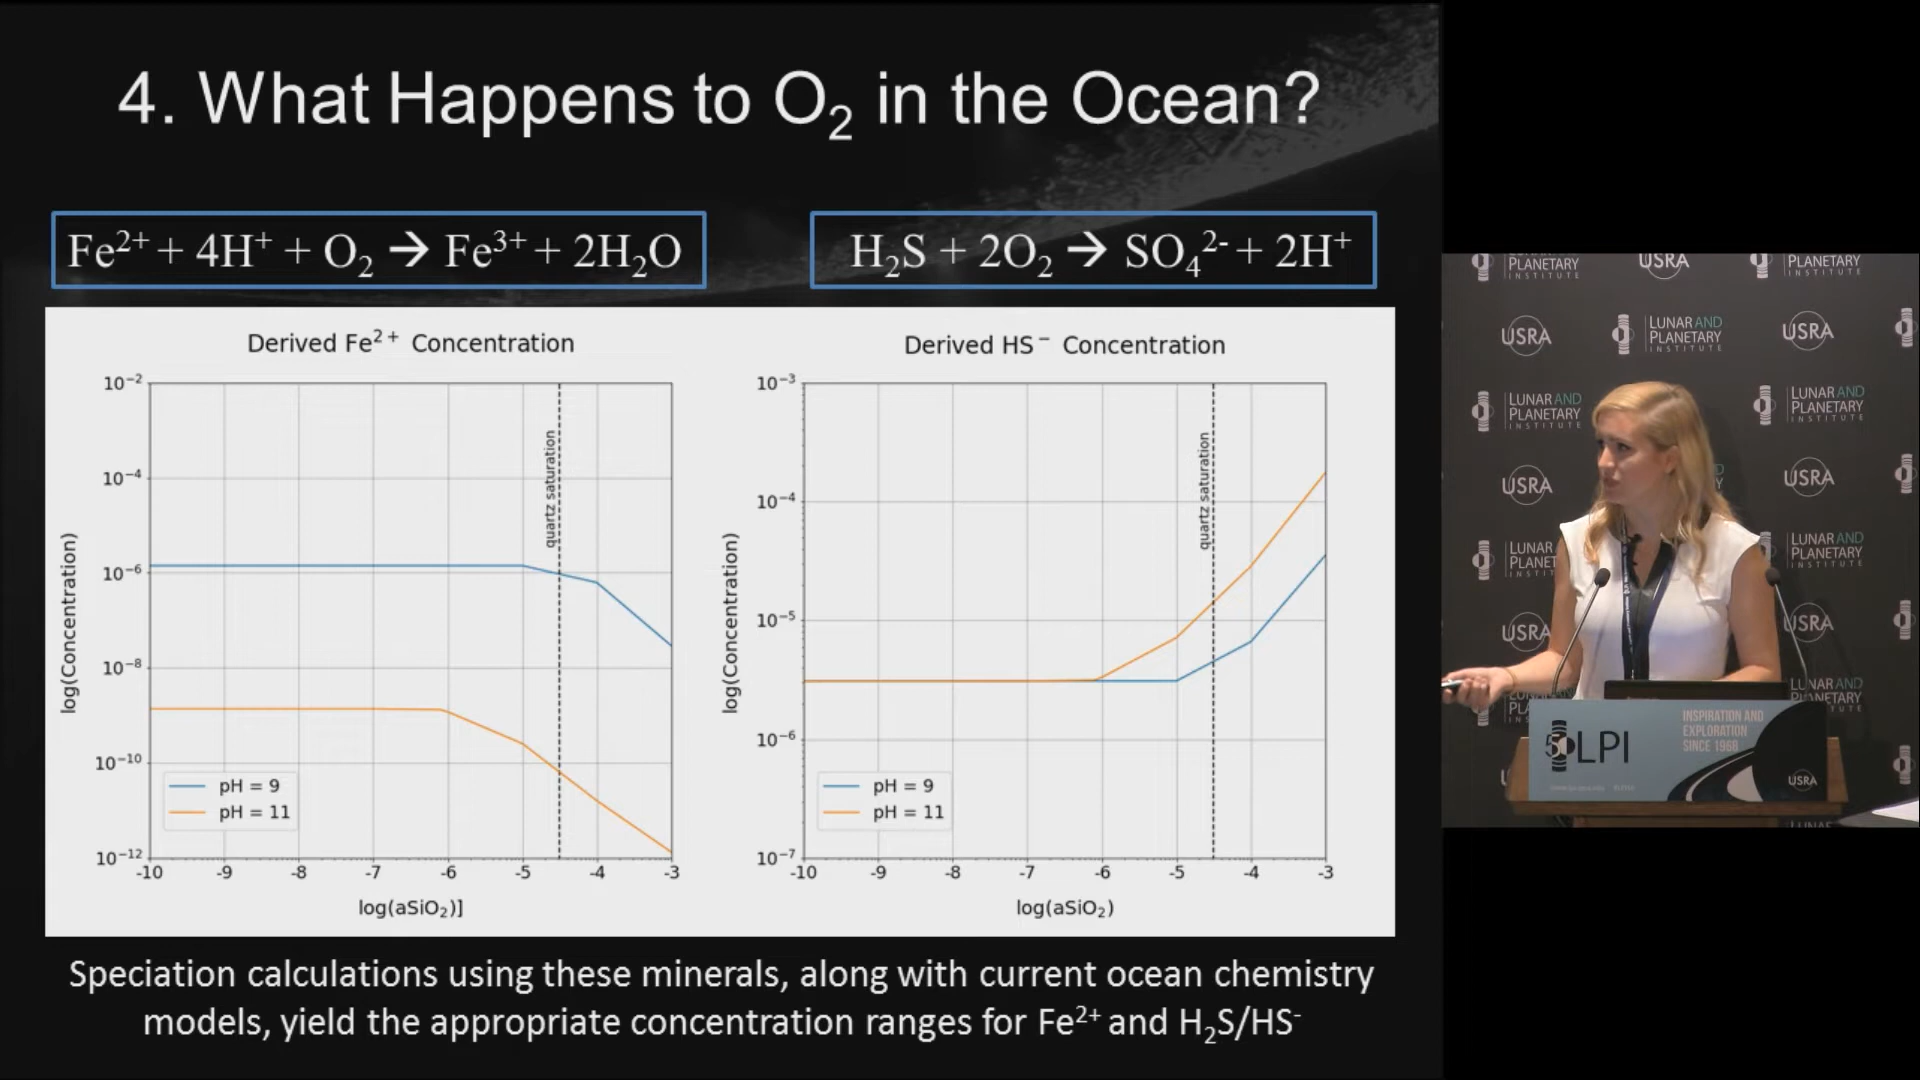 4. What Happens to O₂ in the Ocean?
Fe²⁺ + 4H⁺ + O₂ → Fe³⁺ + 2H₂O
H₂S + 2O₂ → SO₄²⁻ + 2H⁺
Derived Fe²⁺ Concentration
log(Concentration)
10⁻²
10⁻⁴
10⁻⁶
10⁻⁸
10⁻¹⁰
10⁻¹²
quartz saturation
pH = 9
pH = 11
-10 -9 -8 -7 -6 -5 -4 -3
log(aSiO₂)]
Derived HS⁻ Concentration
log(Concentration)
10⁻³
10⁻⁴
10⁻⁵
10⁻⁶
10⁻⁷
quartz saturation
pH = 9
pH = 11
-10 -9 -8 -7 -6 -5 -4 -3
log(aSiO₂)
Speciation calculations using these minerals, along with current ocean chemistry
models, yield the appropriate concentration ranges for Fe²⁺ and H₂S/HS⁻
PLANETARY
INSTITUTE
USRA
PLANETARY
INSTITUTE
USRA
LUNAR AND
PLANETARY
INSTITUTE
USRA
LUNAR AND
PLANETARY
INSTITUTE
LUNAR AND
PLANETARY
INSTITUTE
USRA
USRA
LUNAR
PLANET
INSTIT
LUNAR AND
PLANETARY
INSTITUTE
USRA
USRA
LUNAR AND
PLANETARY
INSTITUTE
50 LPI
INSPIRATION AND
EXPLORATION
SINCE 1968
USRA